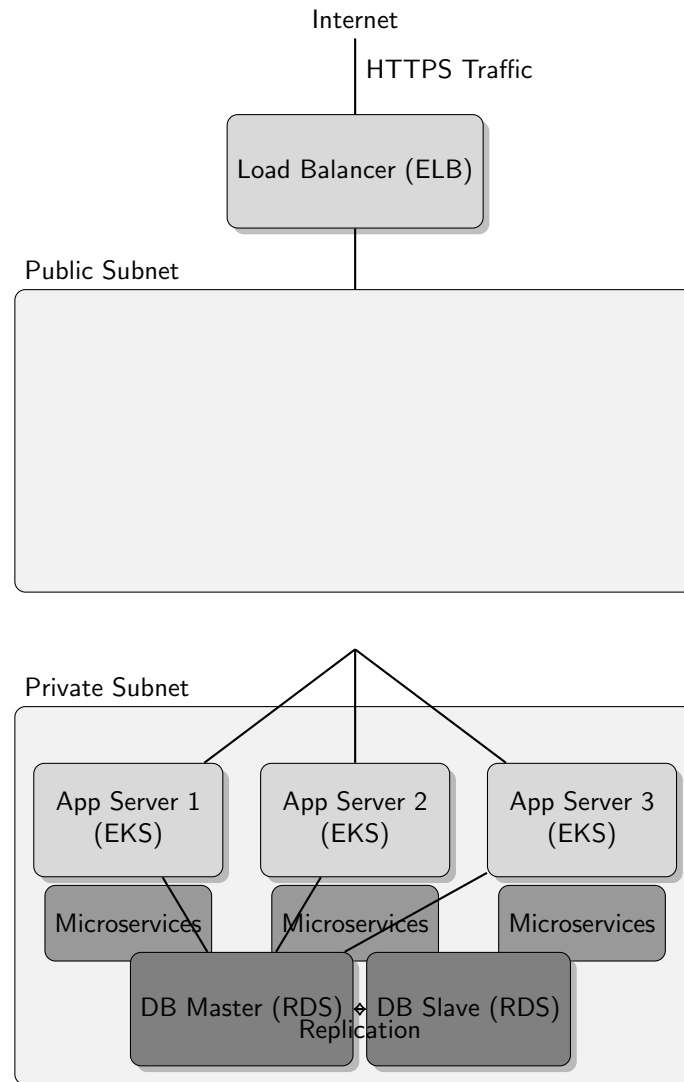 Internet
HTTPS Traffic
Load Balancer (ELB)
Public Subnet
Private Subnet
App Server 1
(EKS)
App Server 2
(EKS)
App Server 3
(EKS)
Microservices
Microservices
Microservices
DB Master (RDS)
DB Slave (RDS)
Replication